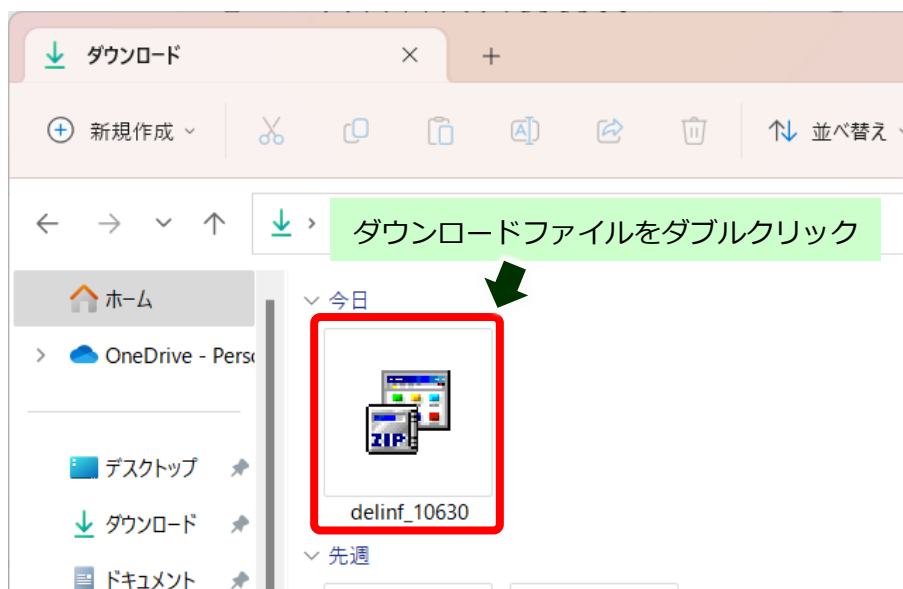 ダウンロード
新規作成
並べ替え
ダウンロードファイルをダブルクリック
ホーム
今日
OneDrive - Perso
ZIP
デスクトップ
delinf_10630
ダウンロード
先週
ドキュメント